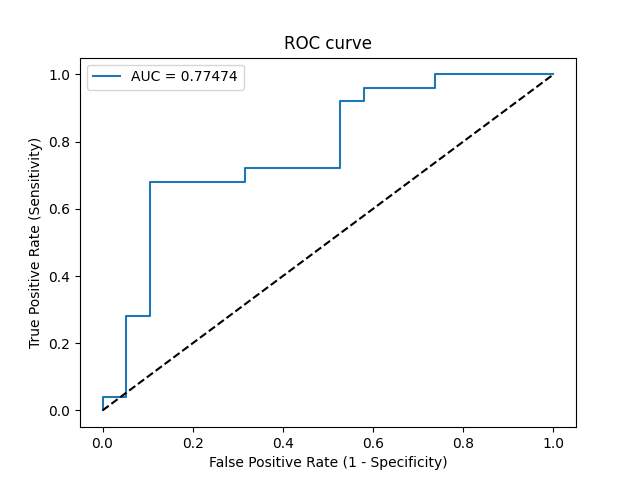 ROC curve
AUC = 0.77474
True Positive Rate (Sensitivity)
1.0
0.8
0.6
0.4
0.2
0.0
0.0 0.2 0.4 0.6 0.8 1.0
False Positive Rate (1 - Specificity)